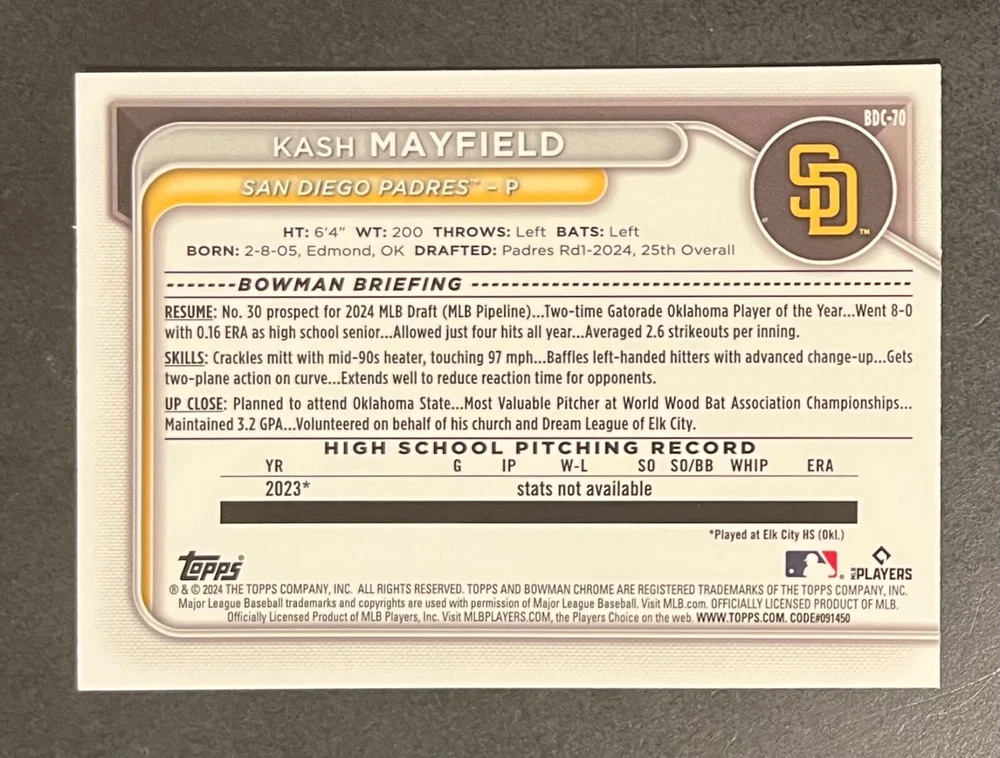 BDC-70
KASH MAYFIELD
SAN DIEGO PADRES™ – P
SD™
HT: 6'4" WT: 200 THROWS: Left BATS: Left
BORN: 2-8-05, Edmond, OK DRAFTED: Padres Rd1-2024, 25th Overall
-------BOWMAN BRIEFING --------------------------------------------------
RESUME: No. 30 prospect for 2024 MLB Draft (MLB Pipeline)...Two-time Gatorade Oklahoma Player of the Year...Went 8-0
with 0.16 ERA as high school senior...Allowed just four hits all year...Averaged 2.6 strikeouts per inning.
SKILLS: Crackles mitt with mid-90s heater, touching 97 mph...Baffles left-handed hitters with advanced change-up...Gets
two-plane action on curve...Extends well to reduce reaction time for opponents.
UP CLOSE: Planned to attend Oklahoma State...Most Valuable Pitcher at World Wood Bat Association Championships...
Maintained 3.2 GPA...Volunteered on behalf of his church and Dream League of Elk City.
HIGH SCHOOL PITCHING RECORD
YR G IP W-L SO SO/BB WHIP ERA
2023* stats not available
*Played at Elk City HS (Okl.)
Topps® MLB PLAYERS
® & © 2024 THE TOPPS COMPANY, INC. ALL RIGHTS RESERVED. TOPPS AND BOWMAN CHROME ARE REGISTERED TRADEMARKS OF THE TOPPS COMPANY, INC.
Major League Baseball trademarks and copyrights are used with permission of Major League Baseball. Visit MLB.com. OFFICIALLY LICENSED PRODUCT OF MLB.
Officially Licensed Product of MLB Players, Inc. Visit MLBPLAYERS.COM, the Players Choice on the web. WWW.TOPPS.COM. CODE#091450